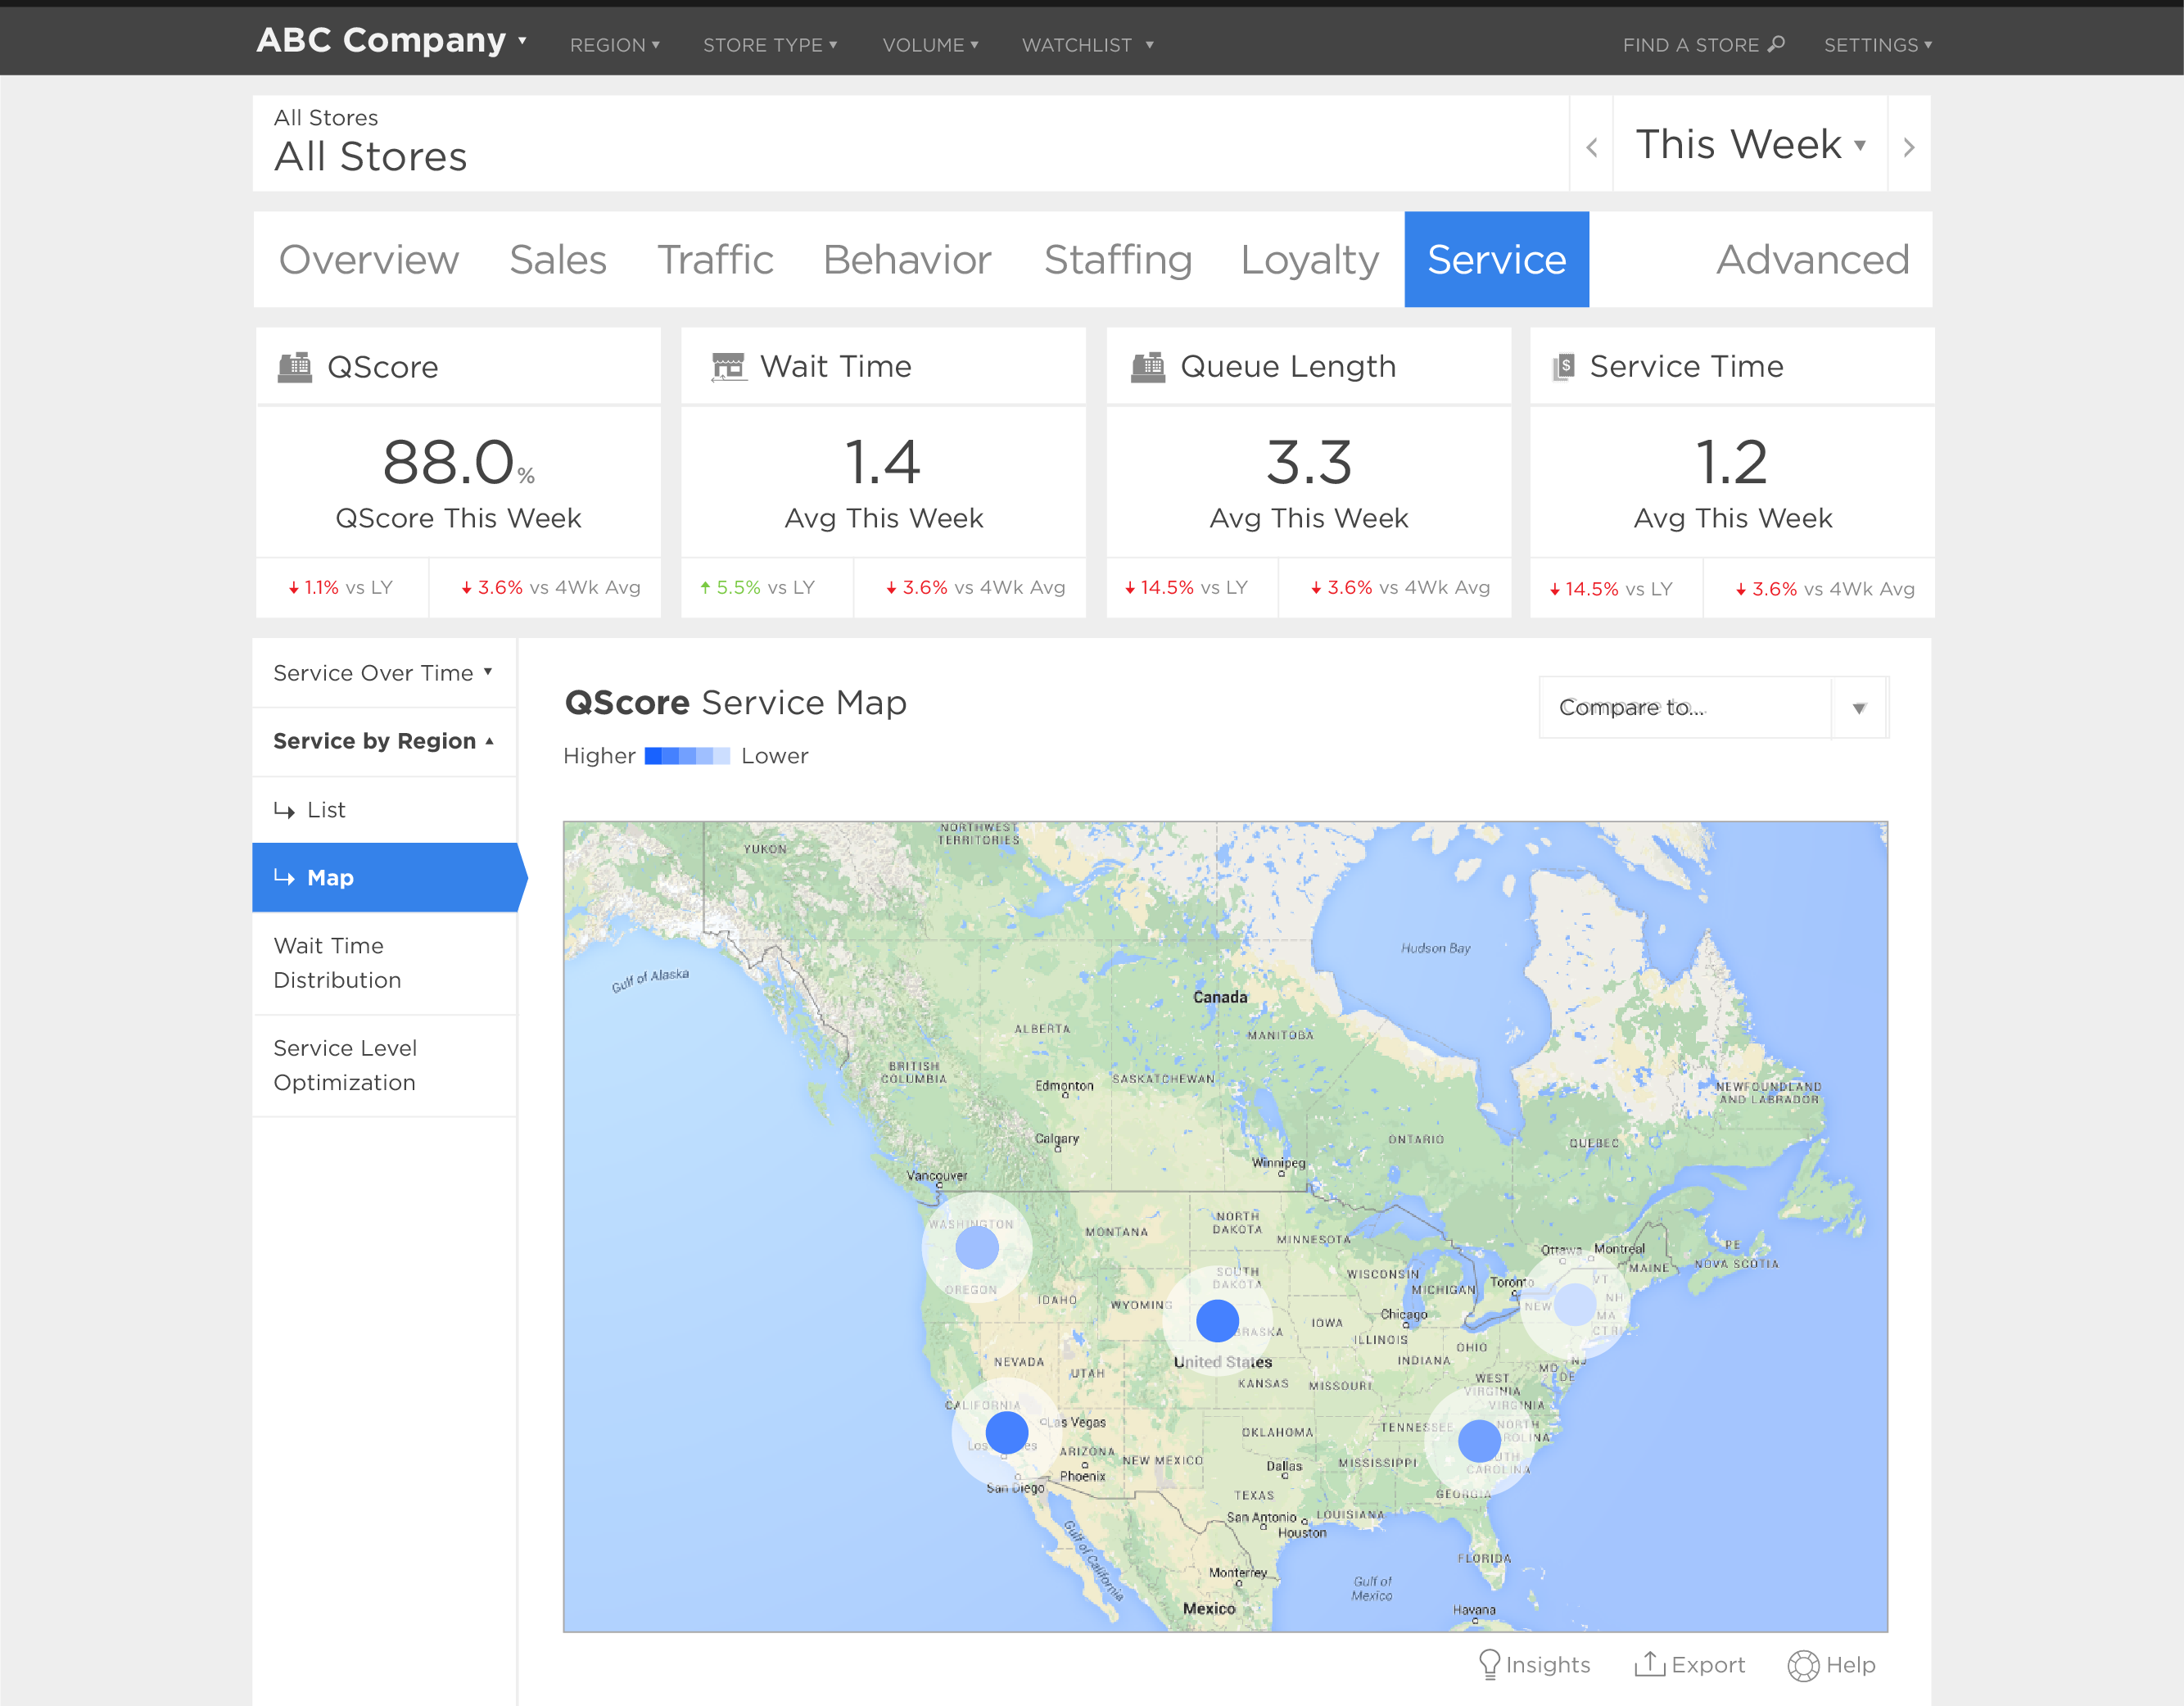 ABC Company
REGION
STORE TYPE
VOLUME
WATCHLIST
FIND A STORE
SETTINGS
All Stores
All Stores
This Week
Overview
Sales
Traffic
Behavior
Staffing
Loyalty
Service
Advanced
QScore
88.0%
QScore This Week
1.1% vs LY
3.6% vs 4Wk Avg
Wait Time
1.4
Avg This Week
5.5% vs LY
3.6% vs 4Wk Avg
Queue Length
3.3
Avg This Week
14.5% vs LY
3.6% vs 4Wk Avg
Service Time
1.2
Avg This Week
14.5% vs LY
3.6% vs 4Wk Avg
Service Over Time
Service by Region
List
Map
Wait Time
Distribution
Service Level
Optimization
QScore Service Map
Higher
Lower
Compare to...
NORTHWEST
TERRITORIES
YUKON
Hudson Bay
Gulf of Alaska
Canada
ALBERTA
MANITOBA
BRITISH
COLUMBIA
Edmonton
SASKATCHEWAN
NEWFOUNDLAND
AND LABRADOR
Calgary
ONTARIO
QUEBEC
Winnipeg
Vancouver
WASHINGTON
MONTANA
NORTH
DAKOTA
MINNESOTA
Ottawa
Montreal
PE
MAINE
NOVA SCOTIA
SOUTH
DAKOTA
WISCONSIN
MICHIGAN
Toronto
VT
NH
OREGON
IDAHO
WYOMING
NEW
MA
CT RI
Chicago
IOWA
ILLINOIS
OHIO
NEVADA
United States
INDIANA
NJ
MD
DE
UTAH
KANSAS
MISSOURI
WEST
VIRGINIA
VIRGINIA
CALIFORNIA
Las Vegas
OKLAHOMA
TENNESSEE
NORTH
Los
ARIZONA
NEW MEXICO
Phoenix
Dallas
MISSISSIPPI
CAROLINA
San Diego
TEXAS
GEORGIA
San Antonio
LOUISIANA
Houston
Gulf of California
FLORIDA
Monterrey
Gulf of
Mexico
Mexico
Havana
Insights
Export
Help